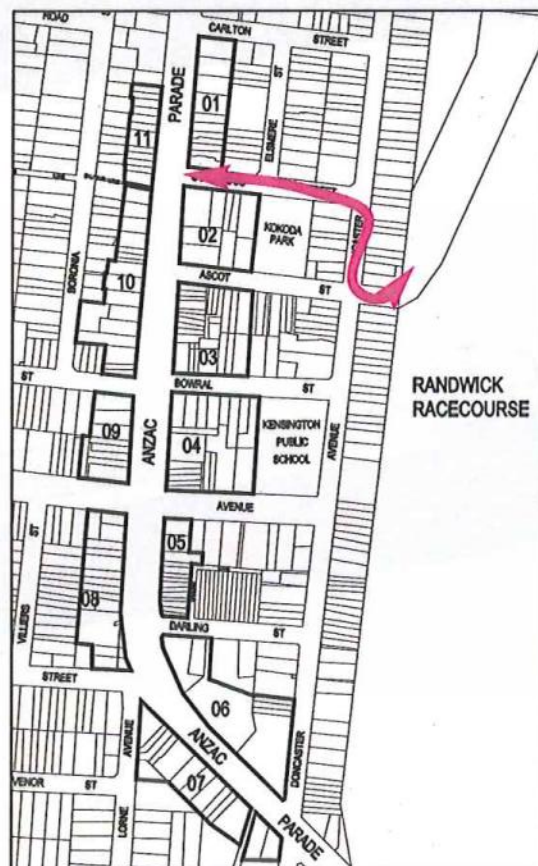 ROAD
CARLTON
STREET
PARADE
01
ST
ELSMERE
11
02
KOKODA
PARK
ASCOT
ST
BORONIA
10
03
BOWRAL
ST
RANDWICK
RACECOURSE
ST
09
ANZAC
04
KENSINGTON
PUBLIC
SCHOOL
AVENUE
AVENUE
ST
05
08
VILLIERS
DARLING
ST
STREET
06
ANZAC
AVENUE
07
DONCASTER
VENOR
ST
LORNE
PARADE